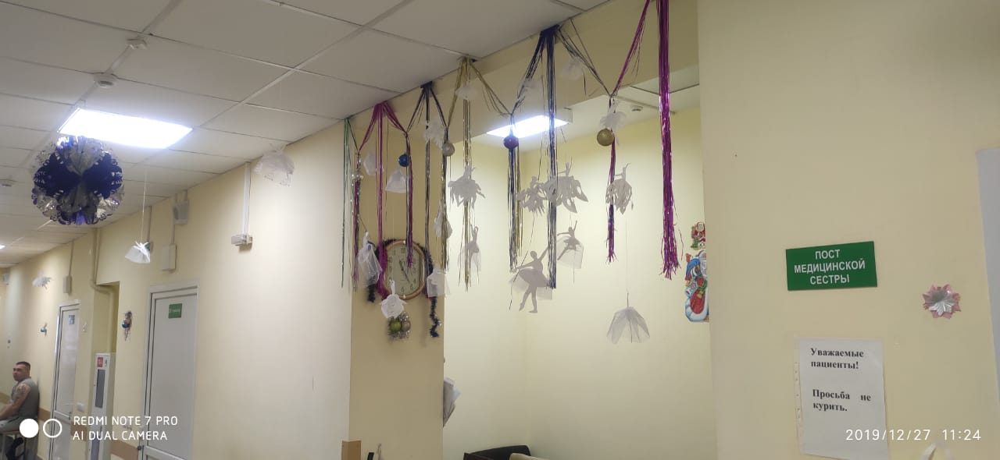 ПОСТ
МЕДИЦИНСКОЙ
СЕСТРЫ
Уважаемые
пациенты!
Просьба не
курить.
REDMI NOTE 7 PRO
AI DUAL CAMERA
2019/12/27 11:24